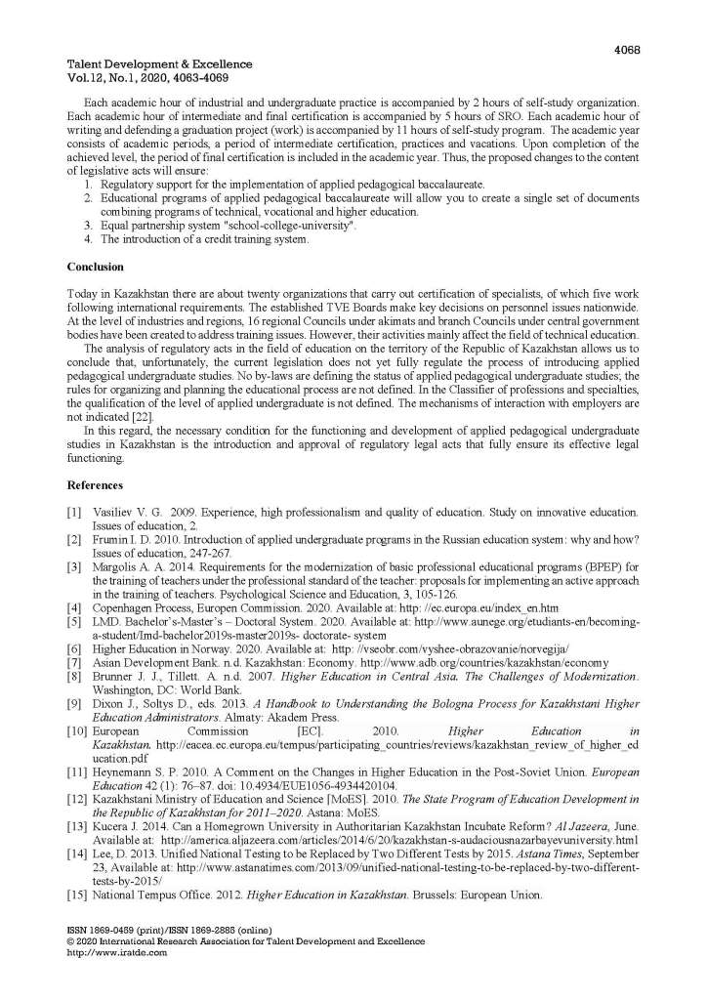 4068
Talent Development & Excellence
Vol.12, No.1, 2020, 4063-4069
Each academic hour of industrial and undergraduate practice is accompanied by 2 hours of self-study organization.
Each academic hour of intermediate and final certification is accompanied by 5 hours of SRO. Each academic hour of
writing and defending a graduation project (work) is accompanied by 11 hours of self-study program. The academic year
consists of academic periods, a period of intermediate certification, practices and vacations. Upon completion of the
achieved level, the period of final certification is included in the academic year. Thus, the proposed changes to the content
of legislative acts will ensure:
1. Regulatory support for the implementation of applied pedagogical baccalaureate.
2. Educational programs of applied pedagogical baccalaureate will allow you to create a single set of documents
combining programs of technical, vocational and higher education.
3. Equal partnership system "school-college-university".
4. The introduction of a credit training system.
Conclusion
Today in Kazakhstan there are about twenty organizations that carry out certification of specialists, of which five work
following international requirements. The established TVE Boards make key decisions on personnel issues nationwide.
At the level of industries and regions, 16 regional Councils under akimats and branch Councils under central government
bodies have been created to address training issues. However, their activities mainly affect the field of technical education.
The analysis of regulatory acts in the field of education on the territory of the Republic of Kazakhstan allows us to
conclude that, unfortunately, the current legislation does not yet fully regulate the process of introducing applied
pedagogical undergraduate studies. No by-laws are defining the status of applied pedagogical undergraduate studies; the
rules for organizing and planning the educational process are not defined. In the Classifier of professions and specialties,
the qualification of the level of applied undergraduate is not defined. The mechanisms of interaction with employers are
not indicated [22].
In this regard, the necessary condition for the functioning and development of applied pedagogical undergraduate
studies in Kazakhstan is the introduction and approval of regulatory legal acts that fully ensure its effective legal
functioning.
References
[1] Vasiliev V. G. 2009. Experience, high professionalism and quality of education. Study on innovative education.
Issues of education, 2.
[2] Frumin I. D. 2010. Introduction of applied undergraduate programs in the Russian education system: why and how?
Issues of education, 247-267.
[3] Margolis A. A. 2014. Requirements for the modernization of basic professional educational programs (BPEP) for
the training of teachers under the professional standard of the teacher: proposals for implementing an active approach
in the training of teachers. Psychological Science and Education, 3, 105-126.
[4] Copenhagen Process, Europen Commission. 2020. Available at: http: //ec.europa.eu/index_en.htm
[5] LMD. Bachelor’s-Master’s – Doctoral System. 2020. Available at: http://www.aunege.org/etudiants-en/becoming-
a-student/lmd-bachelor2019s-master2019s- doctorate- system
[6] Higher Education in Norway. 2020. Available at: http: //vseobr.com/vyshee-obrazovanie/norvegija/
[7] Asian Development Bank. n.d. Kazakhstan: Economy. http://www.adb.org/countries/kazakhstan/economy
[8] Brunner J. J., Tillett. A. n.d. 2007. Higher Education in Central Asia. The Challenges of Modernization.
Washington, DC: World Bank.
[9] Dixon J., Soltys D., eds. 2013. A Handbook to Understanding the Bologna Process for Kazakhstani Higher
Education Administrators. Almaty: Akadem Press.
[10] European Commission [EC]. 2010. Higher Education in
Kazakhstan. http://eacea.ec.europa.eu/tempus/participating_countries/reviews/kazakhstan_review_of_higher_ed
ucation.pdf
[11] Heynemann S. P. 2010. A Comment on the Changes in Higher Education in the Post-Soviet Union. European
Education 42 (1): 76–87. doi: 10.4934/EUE1056-4934420104.
[12] Kazakhstani Ministry of Education and Science [MoES]. 2010. The State Program of Education Development in
the Republic of Kazakhstan for 2011–2020. Astana: MoES.
[13] Kucera J. 2014. Can a Homegrown University in Authoritarian Kazakhstan Incubate Reform? Al Jazeera, June.
Available at: http://america.aljazeera.com/articles/2014/6/20/kazakhstan-s-audaciousnazarbayevuniversity.html
[14] Lee, D. 2013. Unified National Testing to be Replaced by Two Different Tests by 2015. Astana Times, September
23, Available at: http://www.astanatimes.com/2013/09/unified-national-testing-to-be-replaced-by-two-different-
tests-by-2015/
[15] National Tempus Office. 2012. Higher Education in Kazakhstan. Brussels: European Union.
ISSN 1869-0459 (print)/ISSN 1869-2885 (online)
© 2020 International Research Association for Talent Development and Excellence
http://www.iratde.com